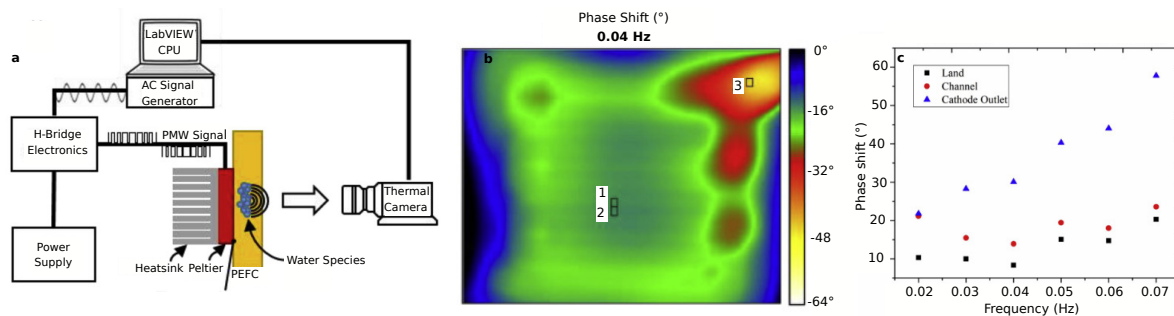 a
LabVIEW™
CPU
AC Signal
Generator
H-Bridge
Electronics
PMW Signal
Power
Supply
Heatsink
Peltier
PEFC
Water Species
Thermal
Camera
Phase Shift (°)
0.04 Hz
b
1
2
3
0°
-16°
-32°
-48
-64°
c
Land
Channel
Cathode Outlet
Phase shift (°)
60
50
40
30
20
10
0.02 0.03 0.04 0.05 0.06 0.07
Frequency (Hz)